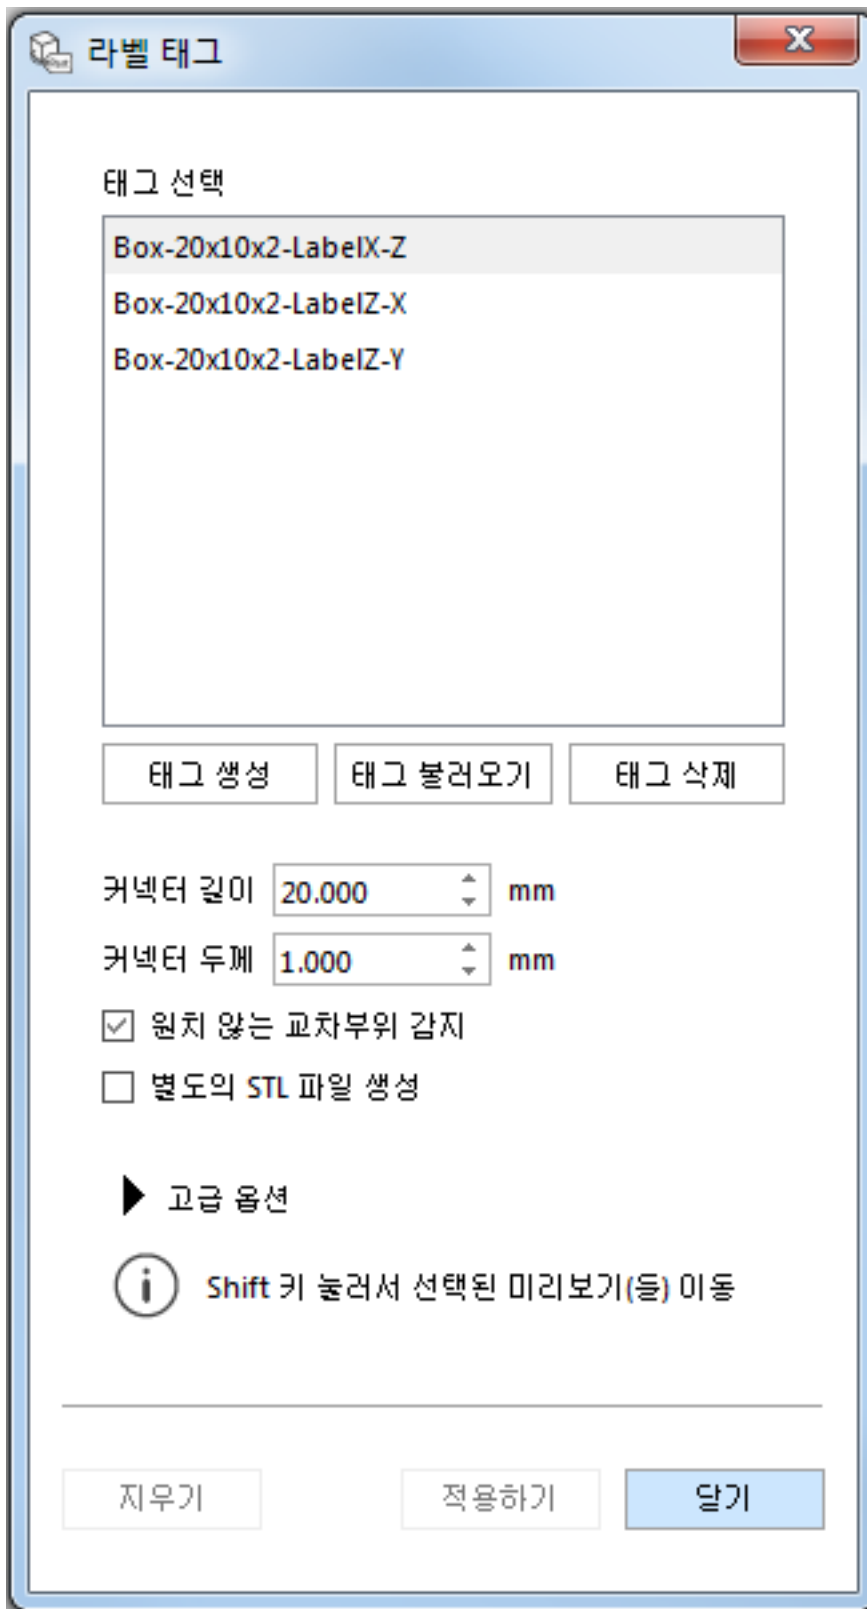 라벨 태그
태그 선택
Box-20x10x2-LabelX-Z
Box-20x10x2-LabelZ-X
Box-20x10x2-LabelZ-Y
태그 생성 태그 불러오기 태그 삭제
커넥터 길이 20.000 mm
커넥터 두께 1.000 mm
원치 않는 교차부위 감지
별도의 STL 파일 생성
고급 옵션
Shift 키 눌러서 선택된 미리보기(들) 이동
지우기 적용하기 닫기